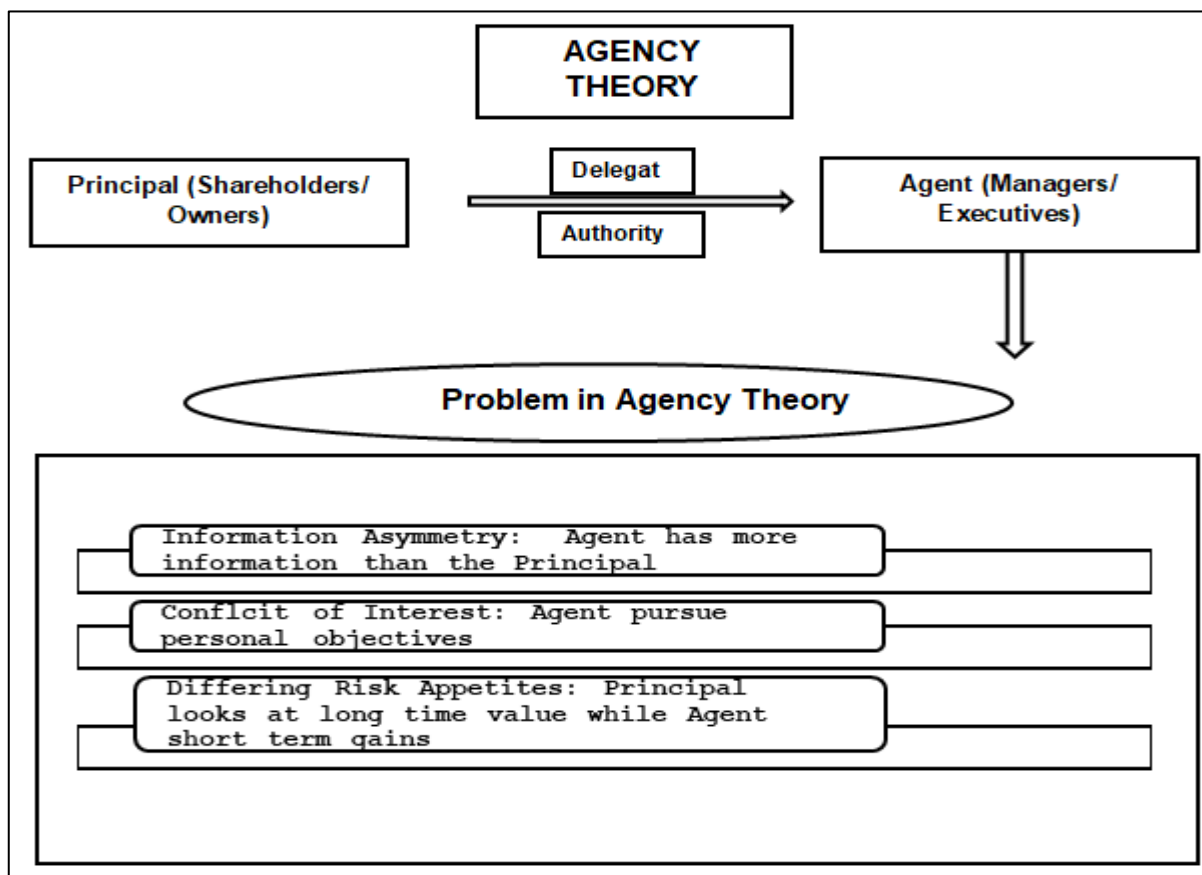 AGENCY
THEORY
Principal (Shareholders/
Owners)
Delegat
Authority
Agent (Managers/
Executives)
Problem in Agency Theory
Information Asymmetry: Agent has more
information than the Principal
Conflcit of Interest: Agent pursue
personal objectives
Differing Risk Appetites: Principal
looks at long time value while Agent
short term gains